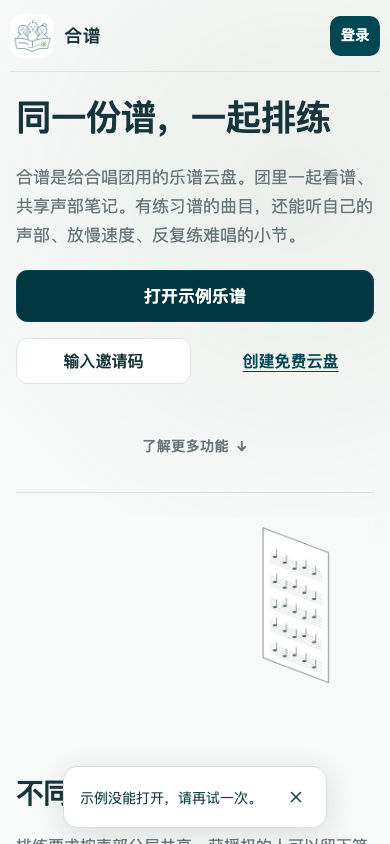 合谱
登录
同一份谱，一起排练
合谱是给合唱团用的乐谱云盘。团里一起看谱、
共享声部笔记。有练习谱的曲目，还能听自己的
声部、放慢速度、反复练难唱的小节。
打开示例乐谱
输入邀请码
创建免费云盘
了解更多功能 ↓
不同
示例没能打开，请再试一次。 ×